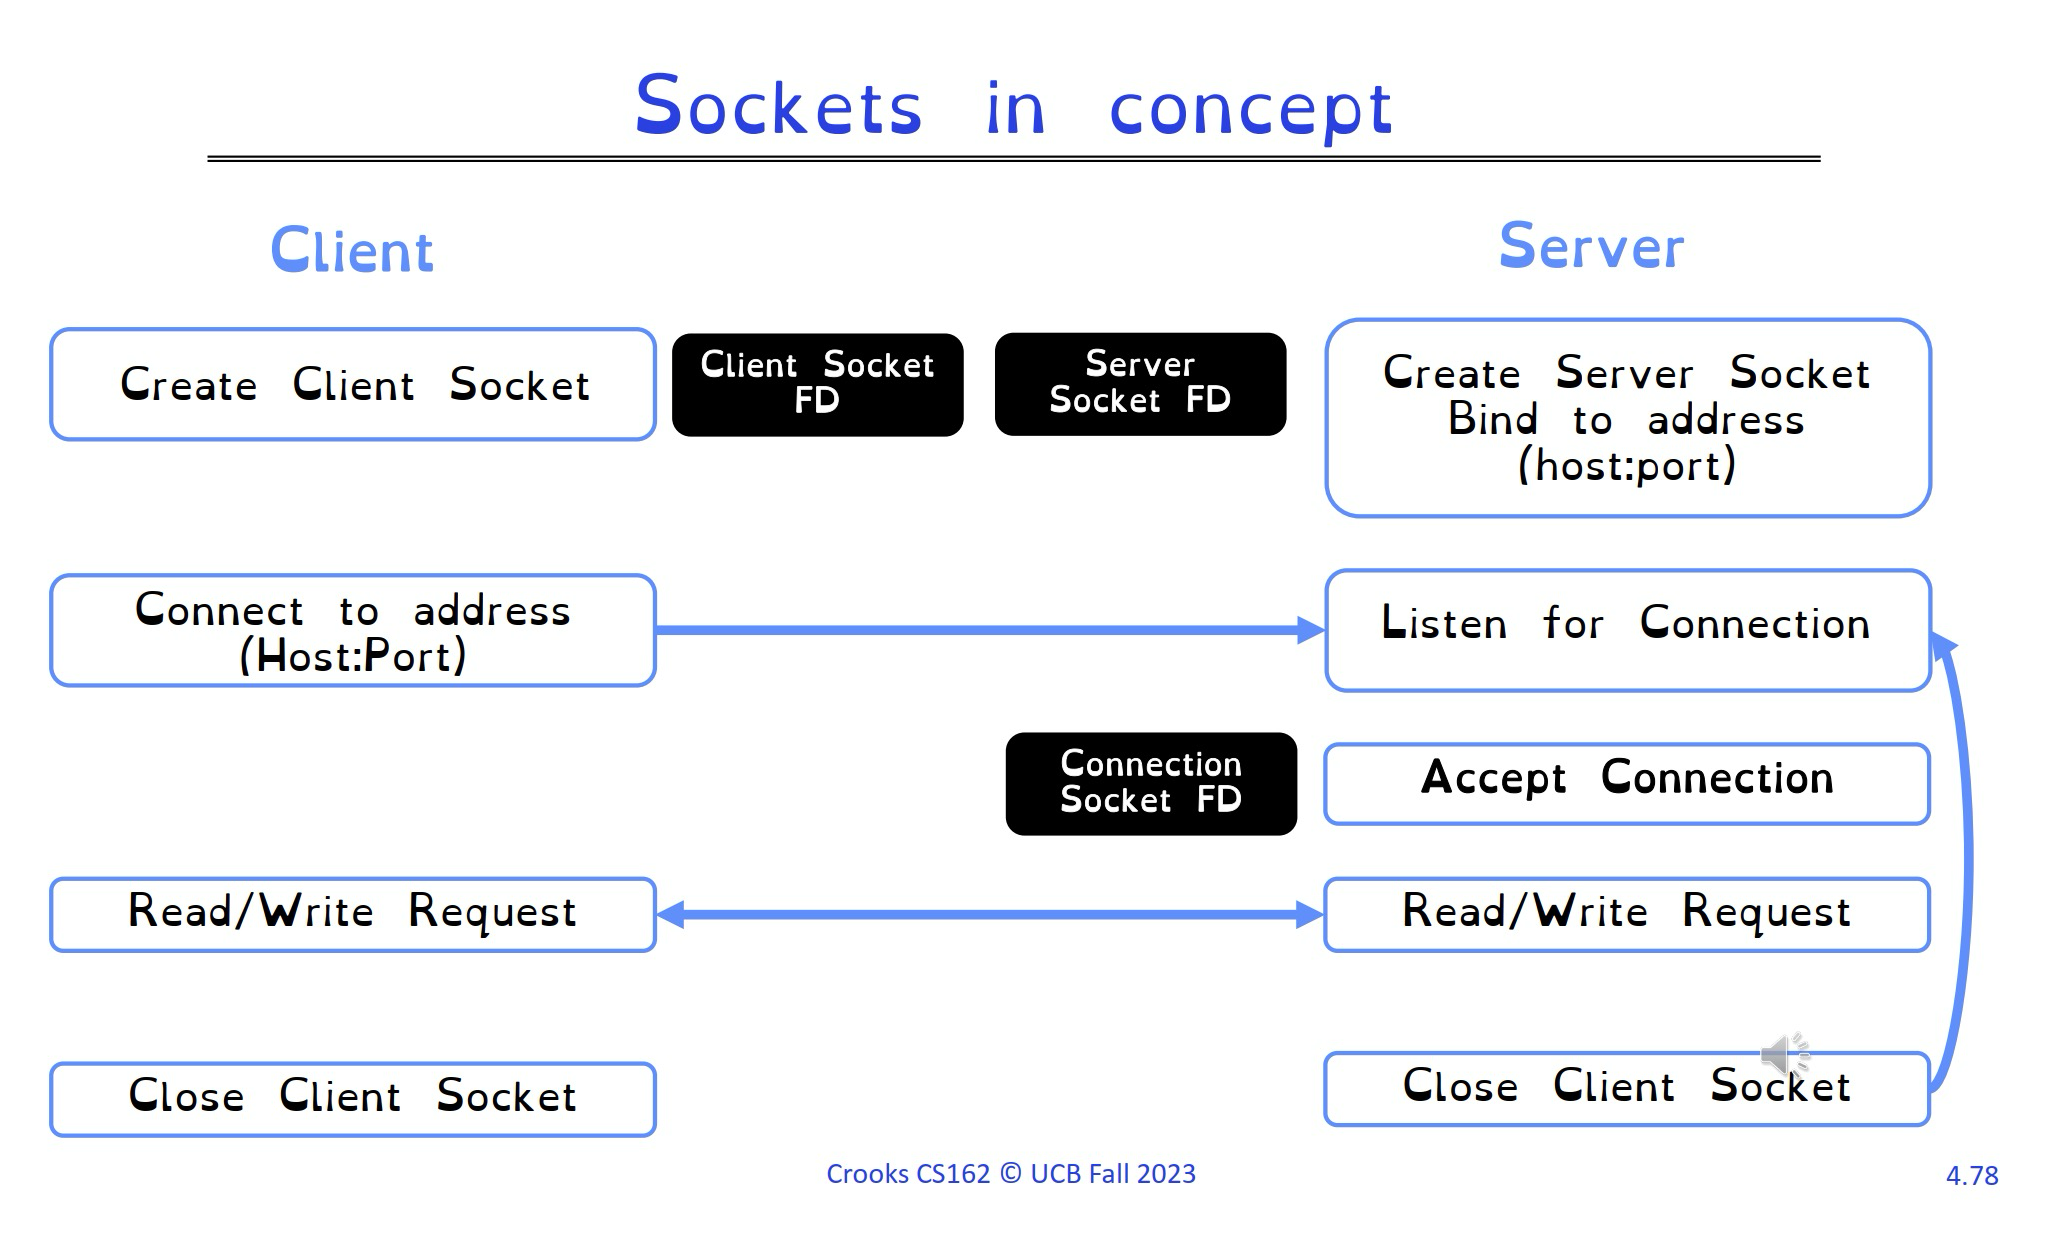 Sockets in concept
Client
Server
Create Client Socket
Client Socket
FD
Server
Socket FD
Create Server Socket
Bind to address
(host:port)
Connect to address
(Host:Port)
Listen for Connection
Connection
Socket FD
Accept Connection
Read/Write Request
Read/Write Request
Close Client Socket
Close Client Socket
Crooks CS162 © UCB Fall 2023
4.78